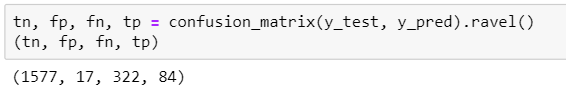 tn, fp, fn, tp = confusion_matrix(y_test, y_pred).ravel()
(tn, fp, fn, tp)
(1577, 17, 322, 84)